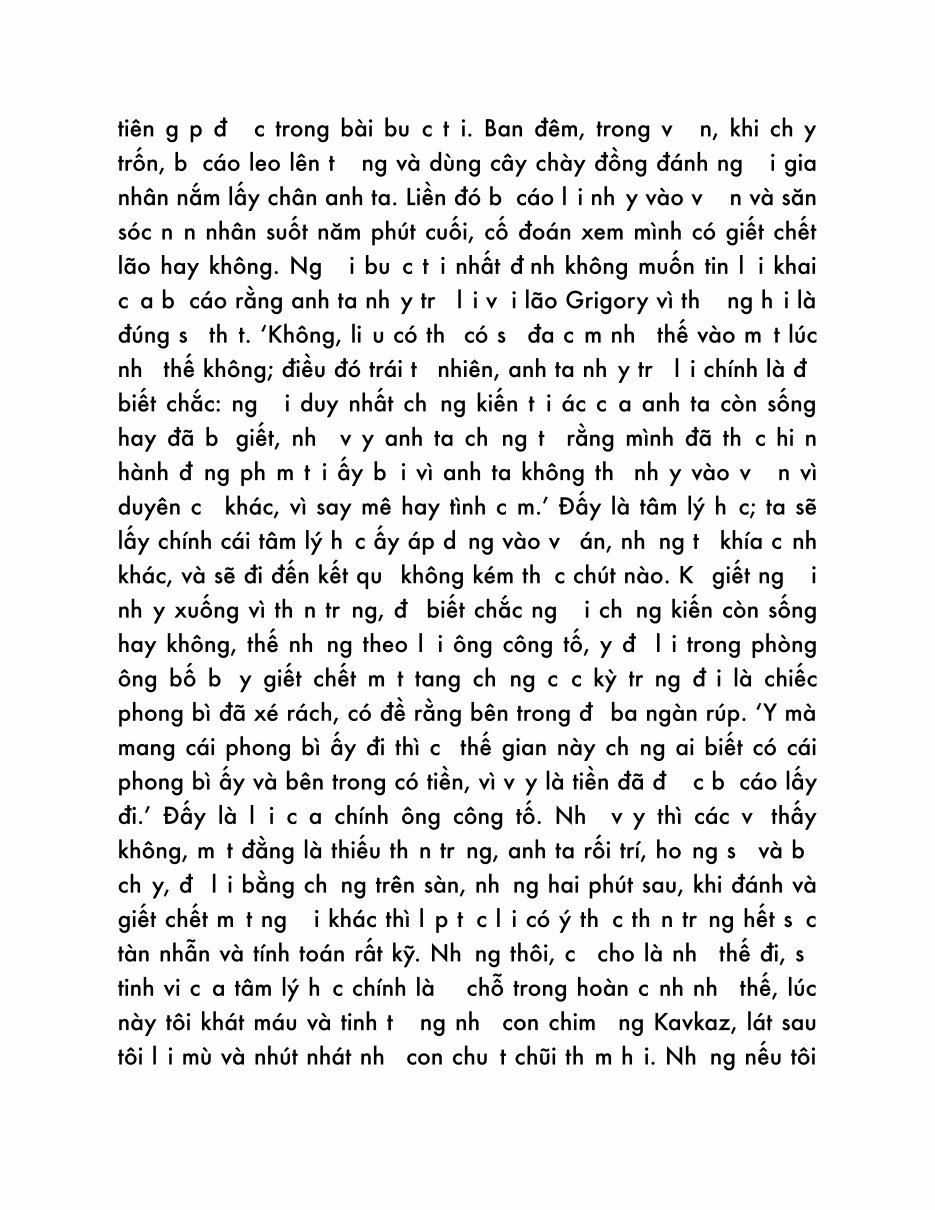 tiên g p đ   c trong bài bu c t i. Ban đêm, trong v   n, khi ch y
trốn, b  cáo leo lên t   ng và dùng cây chày đồng đánh ng   i gia
nhân nắm lấy chân anh ta. Liền đó b  cáo l i nh y vào v   n và săn
sóc n n nhân suốt năm phút cuối, cố đoán xem mình có giết chết
lão hay không. Ng   i bu c t i nhất đ nh không muốn tin l i khai
c a b  cáo rằng anh ta nh y tr  l i v i lão Grigory vì th   ng h i là
đúng s  th t. ‘Không, li u có th  có s  đa c m nh  thế vào m t lúc
nh  thế không; điều đó trái t  nhiên, anh ta nh y tr  l i chính là đ 
biết chắc: ng   i duy nhất ch ng kiến t i ác c a anh ta còn sống
hay đã b  giết, nh  v y anh ta ch ng t  rằng mình đã th c hi n
hành đ ng ph m t i ấy b i vì anh ta không th  nh y vào v   n vì
duyên c  khác, vì say mê hay tình c m.’ Đấy là tâm lý h c; ta sẽ
lấy chính cái tâm lý h c ấy áp d ng vào v  án, nh ng t  khía c nh
khác, và sẽ đi đến kết qu  không kém th c chút nào. K  giết ng   i
nh y xuống vì th n tr ng, đ  biết chắc ng   i ch ng kiến còn sống
hay không, thế nh ng theo l i ông công tố, y đ  l i trong phòng
ông bố b  y giết chết m t tang ch ng c c kỳ tr ng đ i là chiếc
phong bì đã xé rách, có đề rằng bên trong đ  ba ngàn rúp. ‘Y mà
mang cái phong bì ấy đi thì c  thế gian này ch ng ai biết có cái
phong bì ấy và bên trong có tiền, vì v y là tiền đã đ   c b  cáo lấy
đi.’ Đấy là l i c a chính ông công tố. Nh  v y thì các v  thấy
không, m t đằng là thiếu th n tr ng, anh ta rối trí, ho ng s  và b 
ch y, đ  l i bằng ch ng trên sàn, nh ng hai phút sau, khi đánh và
giết chết m t ng   i khác thì l p t c l i có ý th c th n tr ng hết s c
tàn nhẫn và tính toán rất kỹ. Nh ng thôi, c  cho là nh  thế đi, s 
tinh vi c a tâm lý h c chính là   chỗ trong hoàn c nh nh  thế, lúc
này tôi khát máu và tinh t   ng nh  con chim  ng Kavkaz, lát sau
tôi l i mù và nhút nhát nh  con chu t chũi th m h i. Nh ng nếu tôi